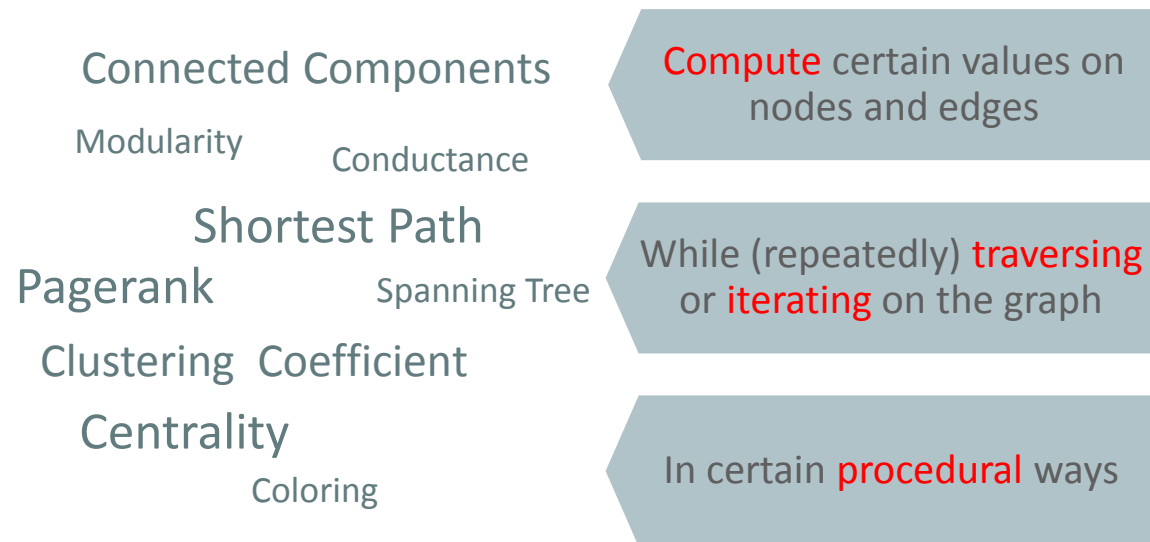 Connected Components
Modularity
Conductance
Shortest Path
Pagerank
Spanning Tree
Clustering Coefficient
Centrality
Coloring
Compute certain values on
nodes and edges
While (repeatedly) traversing
or iterating on the graph
In certain procedural ways